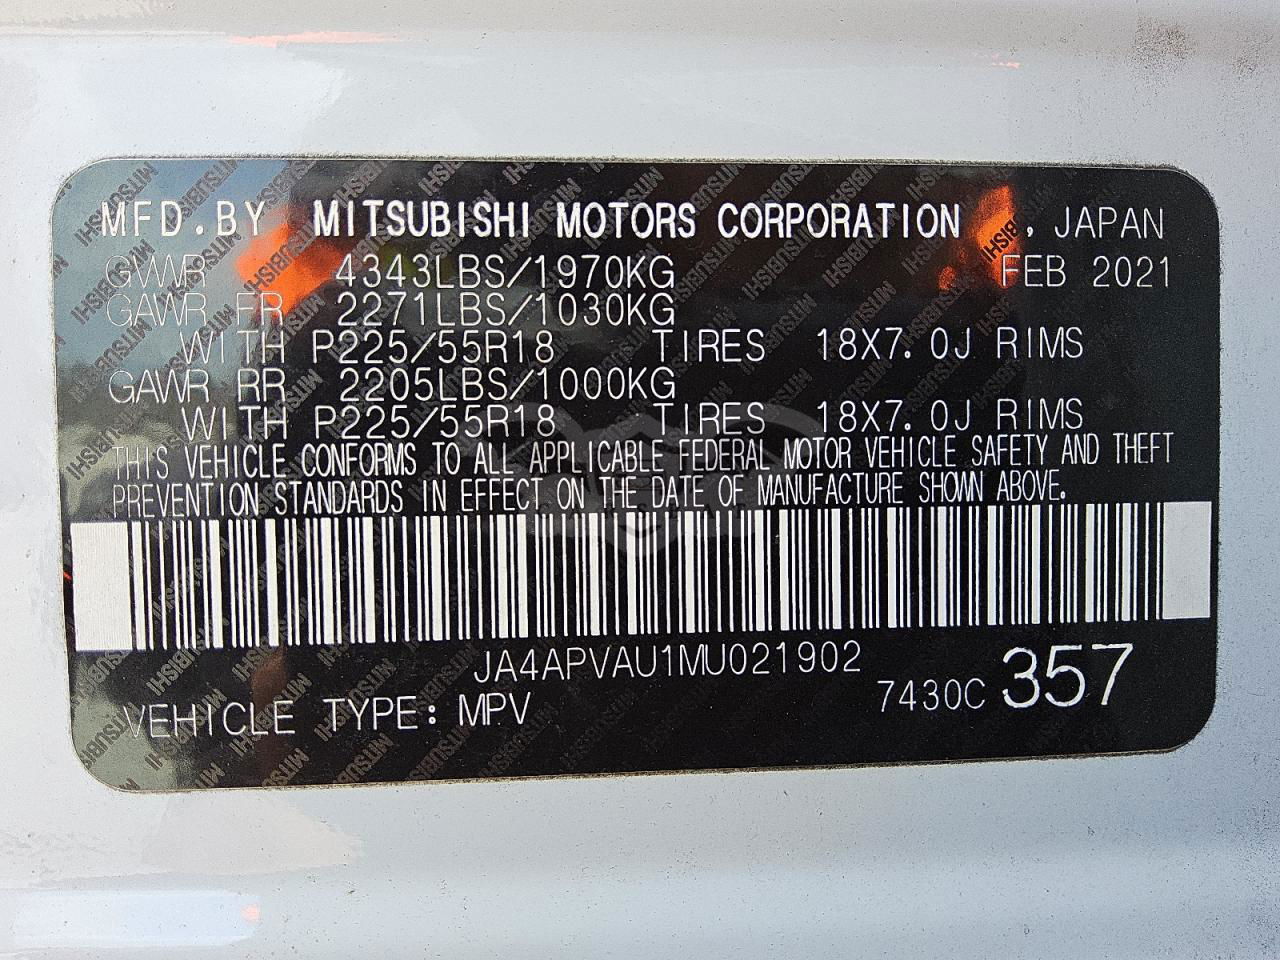 MFD.BY MITSUBISHI MOTORS CORPORATION , JAPAN
GVWR 4343LBS/1970KG FEB 2021
GAWR FR 2271LBS/1030KG
WITH P225/55R18 TIRES 18X7.0J RIMS
GAWR RR 2205LBS/1000KG
WITH P225/55R18 TIRES 18X7.0J RIMS
THIS VEHICLE CONFORMS TO ALL APPLICABLE FEDERAL MOTOR VEHICLE SAFETY AND THEFT
PREVENTION STANDARDS IN EFFECT ON THE DATE OF MANUFACTURE SHOWN ABOVE.
JA4APVAU1MU021902
VEHICLE TYPE: MPV 7430C 357